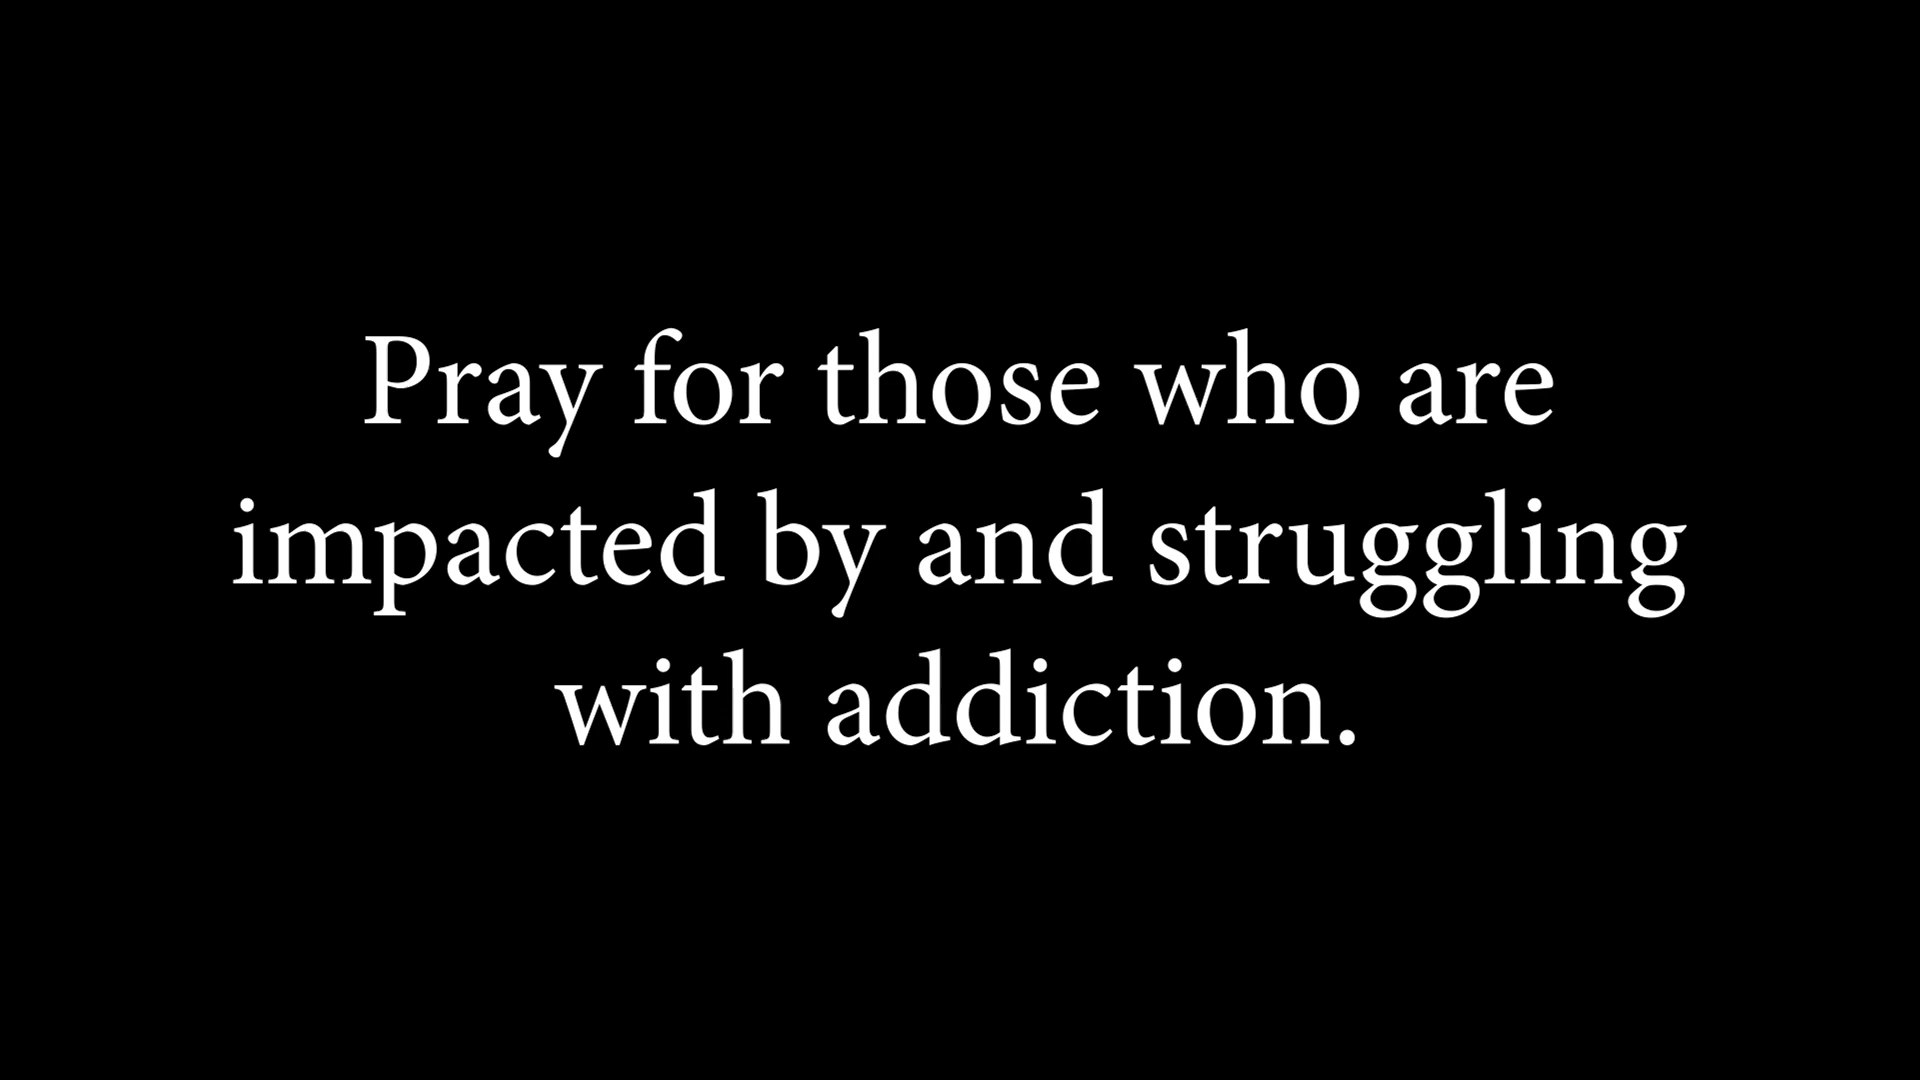 Pray for those who are
impacted by and struggling
with addiction.